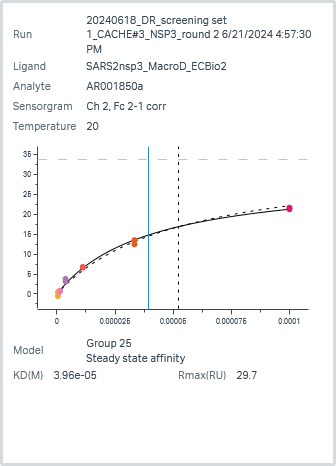 20240618_DR_screening set
Run 1_CACHE#3_NSP3_round 2 6/21/2024 4:57:30
PM
Ligand SARS2nsp3_MacroD_ECBio2
Analyte AR001850a
Sensorgram Ch 2, Fc 2-1 corr
Temperature 20
35
30
25
20
15
10
5
0
0 0.000025 0.00005 0.000075 0.0001
Model Group 25
Steady state affinity
KD(M) 3.96e-05 Rmax(RU) 29.7